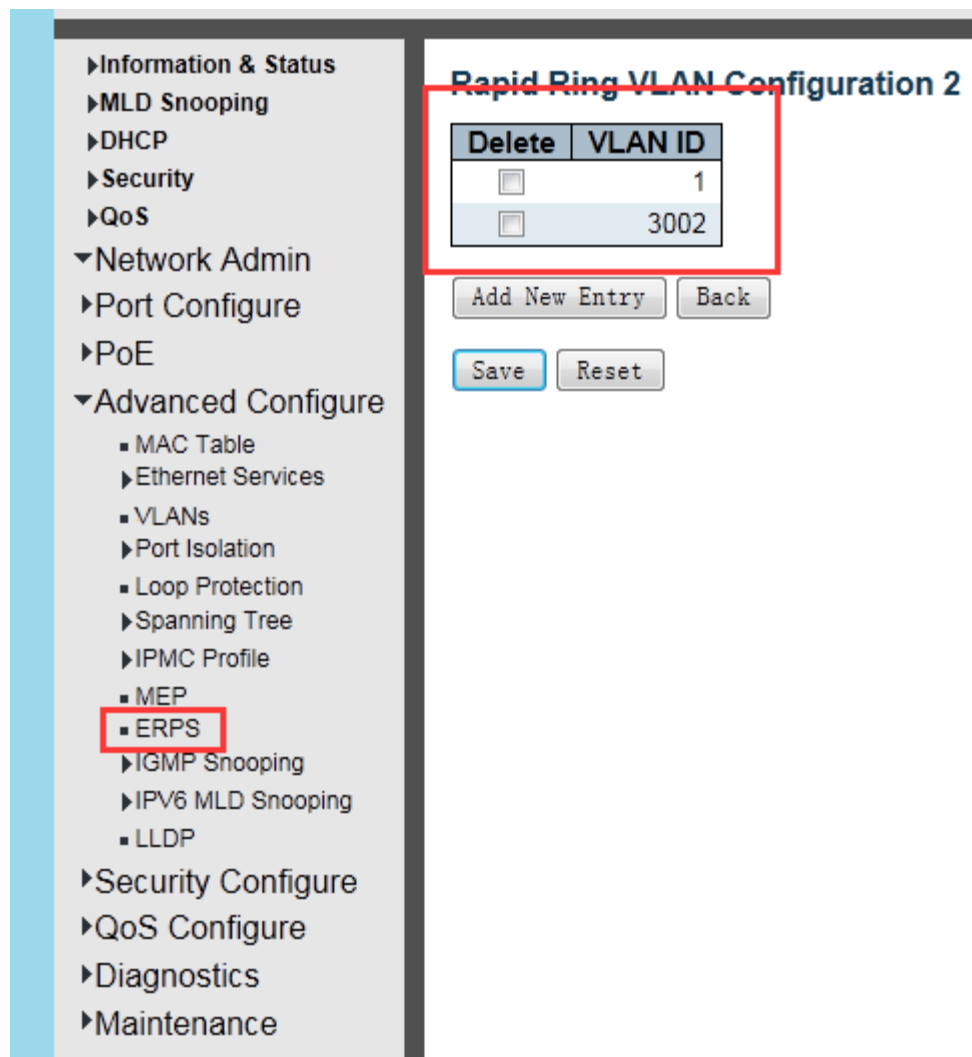 Information & Status
MLD Snooping
DHCP
Security
QoS
Network Admin
Port Configure
PoE
Advanced Configure
MAC Table
Ethernet Services
VLANs
Port Isolation
Loop Protection
Spanning Tree
IPMC Profile
MEP
ERPS
IGMP Snooping
IPV6 MLD Snooping
LLDP
Security Configure
QoS Configure
Diagnostics
Maintenance
Rapid Ring VLAN Configuration 2
Delete VLAN ID
1
3002
Add New Entry Back
Save Reset